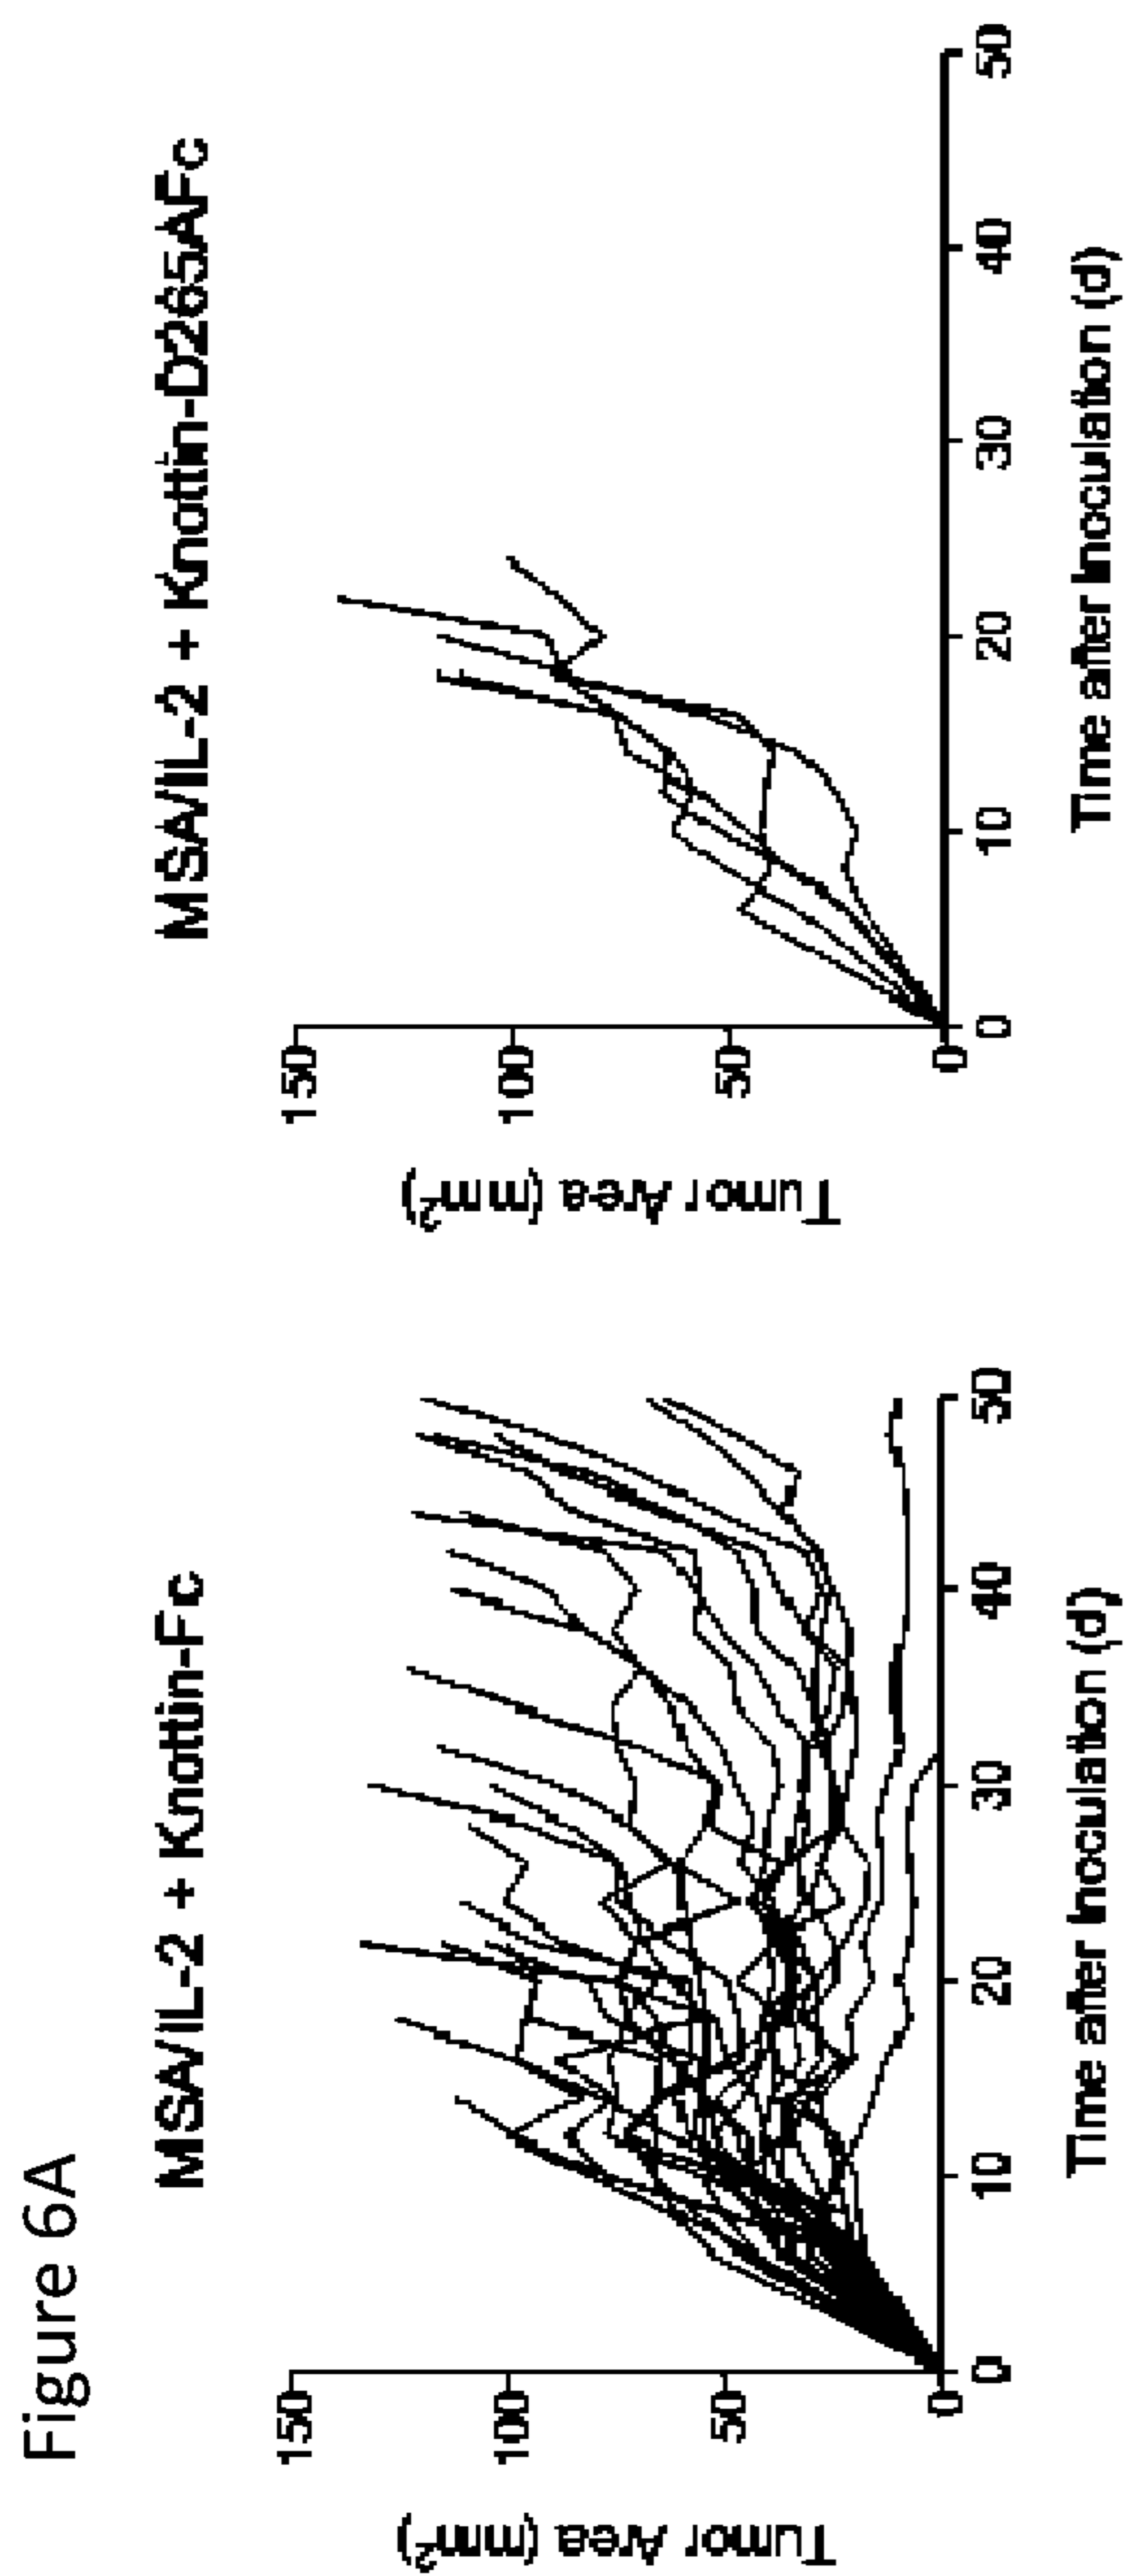 Figure 6A
MSA/IL-2 + Knottin-Fc
Tumor Area (mm²)
150
100
50
0
0 10 20 30 40 50
Time after Inoculation (d)
MSA/IL-2 + Knottin-D265AFc
Tumor Area (mm²)
150
100
50
0
0 10 20 30 40 50
Time after Inoculation (d)